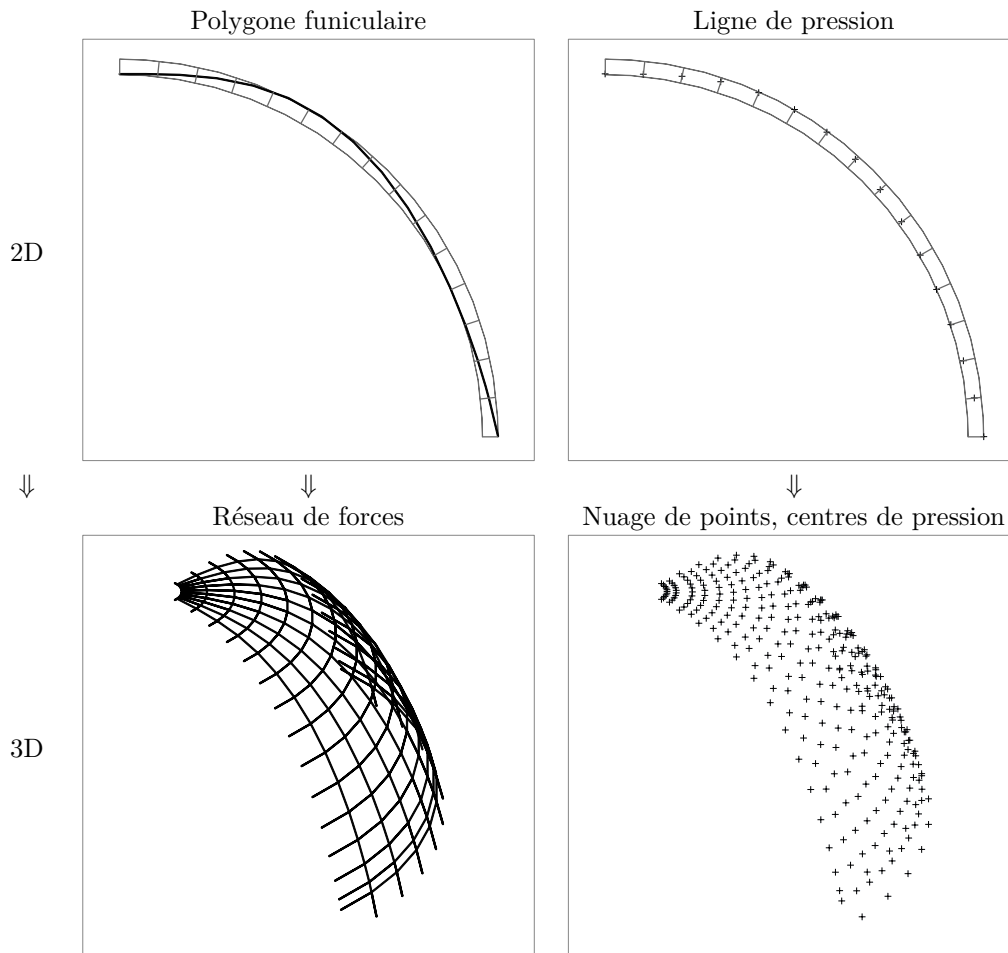 Polygone funiculaire
Ligne de pression
2D
⇓ ⇓ ⇓
Réseau de forces
Nuage de points, centres de pression
3D